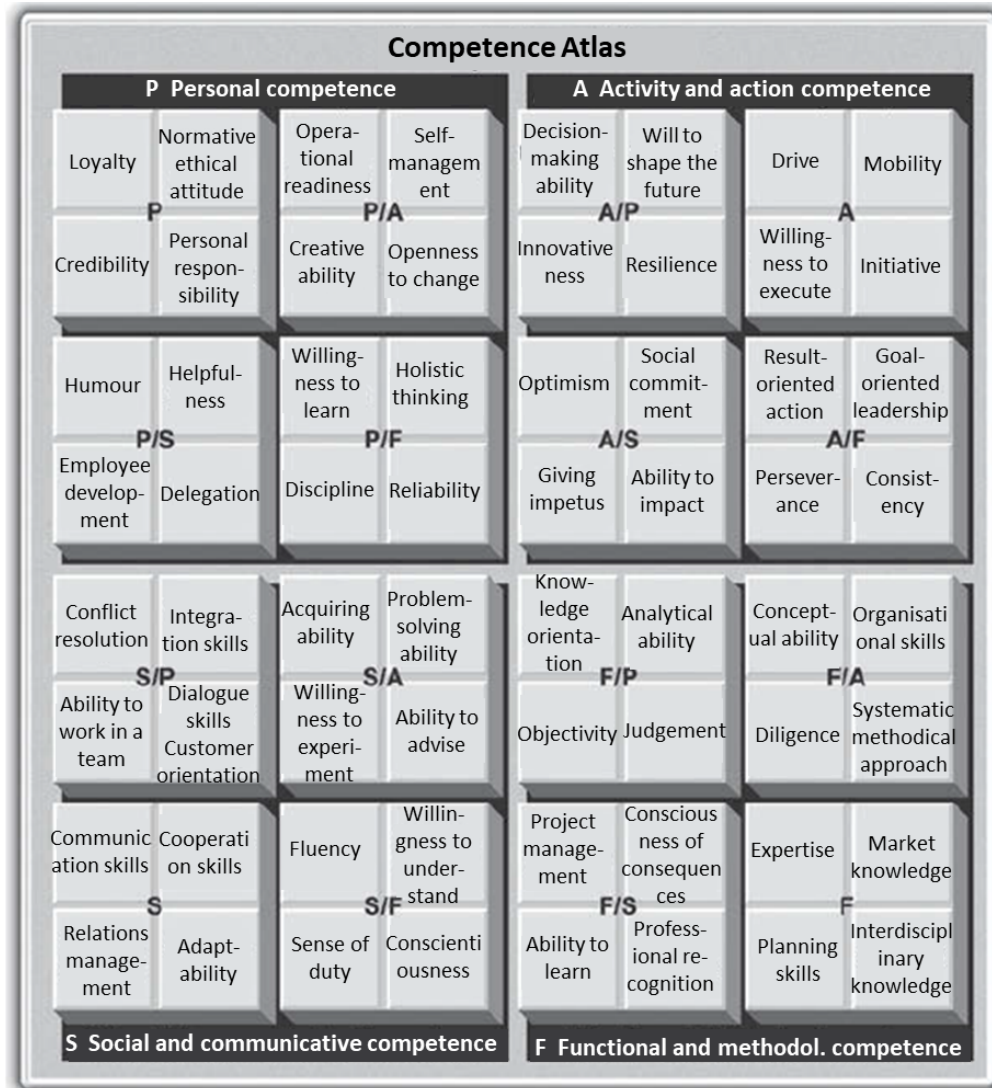 Competence Atlas
P Personal competence
A Activity and action competence
Loyalty
Normative
ethical
attitude
Opera-
tional
readiness
Self-
managem
ent
P
P/A
Credibility
Personal
respon-
sibility
Creative
ability
Openness
to change
Decision-
making
ability
Will to
shape the
future
Drive
Mobility
A/P
A
Innovative
ness
Resilience
Willing-
ness to
execute
Initiative
Humour
Helpful-
ness
Willing-
ness to
learn
Holistic
thinking
P/S
P/F
Employee
develop-
ment
Delegation
Discipline
Reliability
Optimism
Social
commit-
ment
Result-
oriented
action
Goal-
oriented
leadership
A/S
A/F
Giving
impetus
Ability to
impact
Persever-
ance
Consist-
ency
Conflict
resolution
Integra-
tion skills
Acquiring
ability
Problem-
solving
ability
S/P
S/A
Ability to
work in a
team
Dialogue
skills
Customer
orientation
Willing-
ness to
experi-
ment
Ability to
advise
Know-
ledge
orienta-
tion
Analytical
ability
Concept-
ual ability
Organisati
onal skills
F/P
F/A
Objectivity
Judgement
Diligence
Systematic
methodical
approach
Communic
ation skills
Cooperati
on skills
Fluency
Willin-
gness to
under-
stand
S
S/F
Relations
manage-
ment
Adapt-
ability
Sense of
duty
Conscienti
ousness
Project
manage-
ment
Conscious
ness of
consequen
ces
Expertise
Market
knowledge
F/S
F
Ability to
learn
Profess-
ional re-
cognition
Planning
skills
Interdiscipl
inary
knowledge
S Social and communicative competence
F Functional and methodol. competence